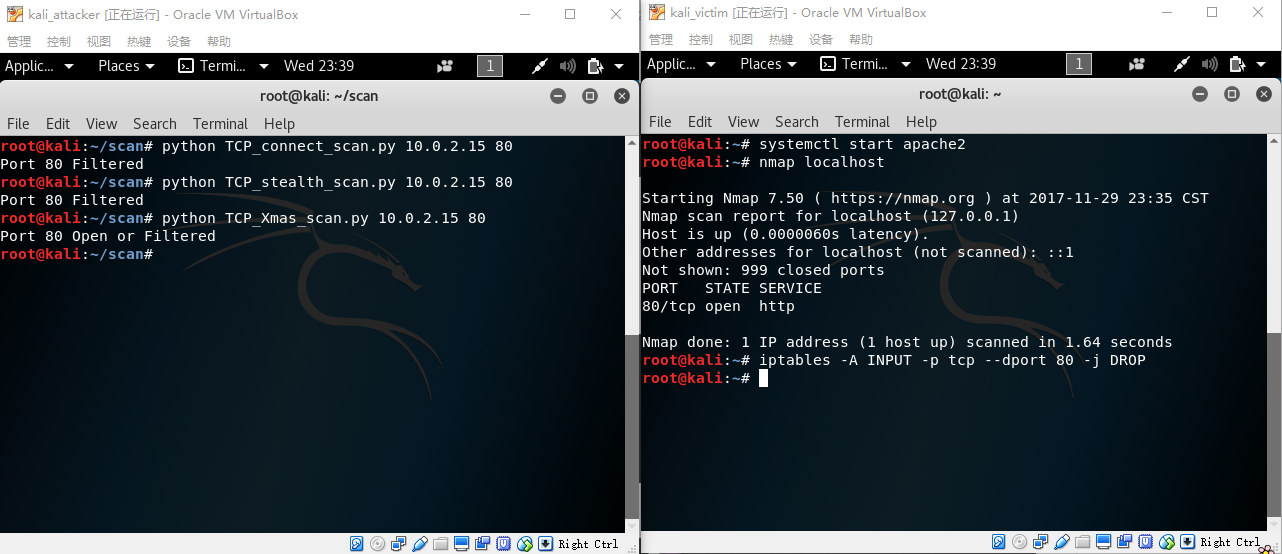 kali_attacker [正在运行] - Oracle VM VirtualBox
管理 控制 视图 热键 设备 帮助
Applic... Places Termi... Wed 23:39 1
root@kali: ~/scan
File Edit View Search Terminal Help
root@kali:~/scan# python TCP_connect_scan.py 10.0.2.15 80
Port 80 Filtered
root@kali:~/scan# python TCP_stealth_scan.py 10.0.2.15 80
Port 80 Filtered
root@kali:~/scan# python TCP_Xmas_scan.py 10.0.2.15 80
Port 80 Open or Filtered
root@kali:~/scan#
Right Ctrl
kali_victim [正在运行] - Oracle VM VirtualBox
管理 控制 视图 热键 设备 帮助
Applic... Places Termi... Wed 23:39 1
root@kali: ~
File Edit View Search Terminal Help
root@kali:~# systemctl start apache2
root@kali:~# nmap localhost
Starting Nmap 7.50 ( https://nmap.org ) at 2017-11-29 23:35 CST
Nmap scan report for localhost (127.0.0.1)
Host is up (0.0000060s latency).
Other addresses for localhost (not scanned): ::1
Not shown: 999 closed ports
PORT   STATE SERVICE
80/tcp open  http
Nmap done: 1 IP address (1 host up) scanned in 1.64 seconds
root@kali:~# iptables -A INPUT -p tcp --dport 80 -j DROP
root@kali:~#
Right Ctrl